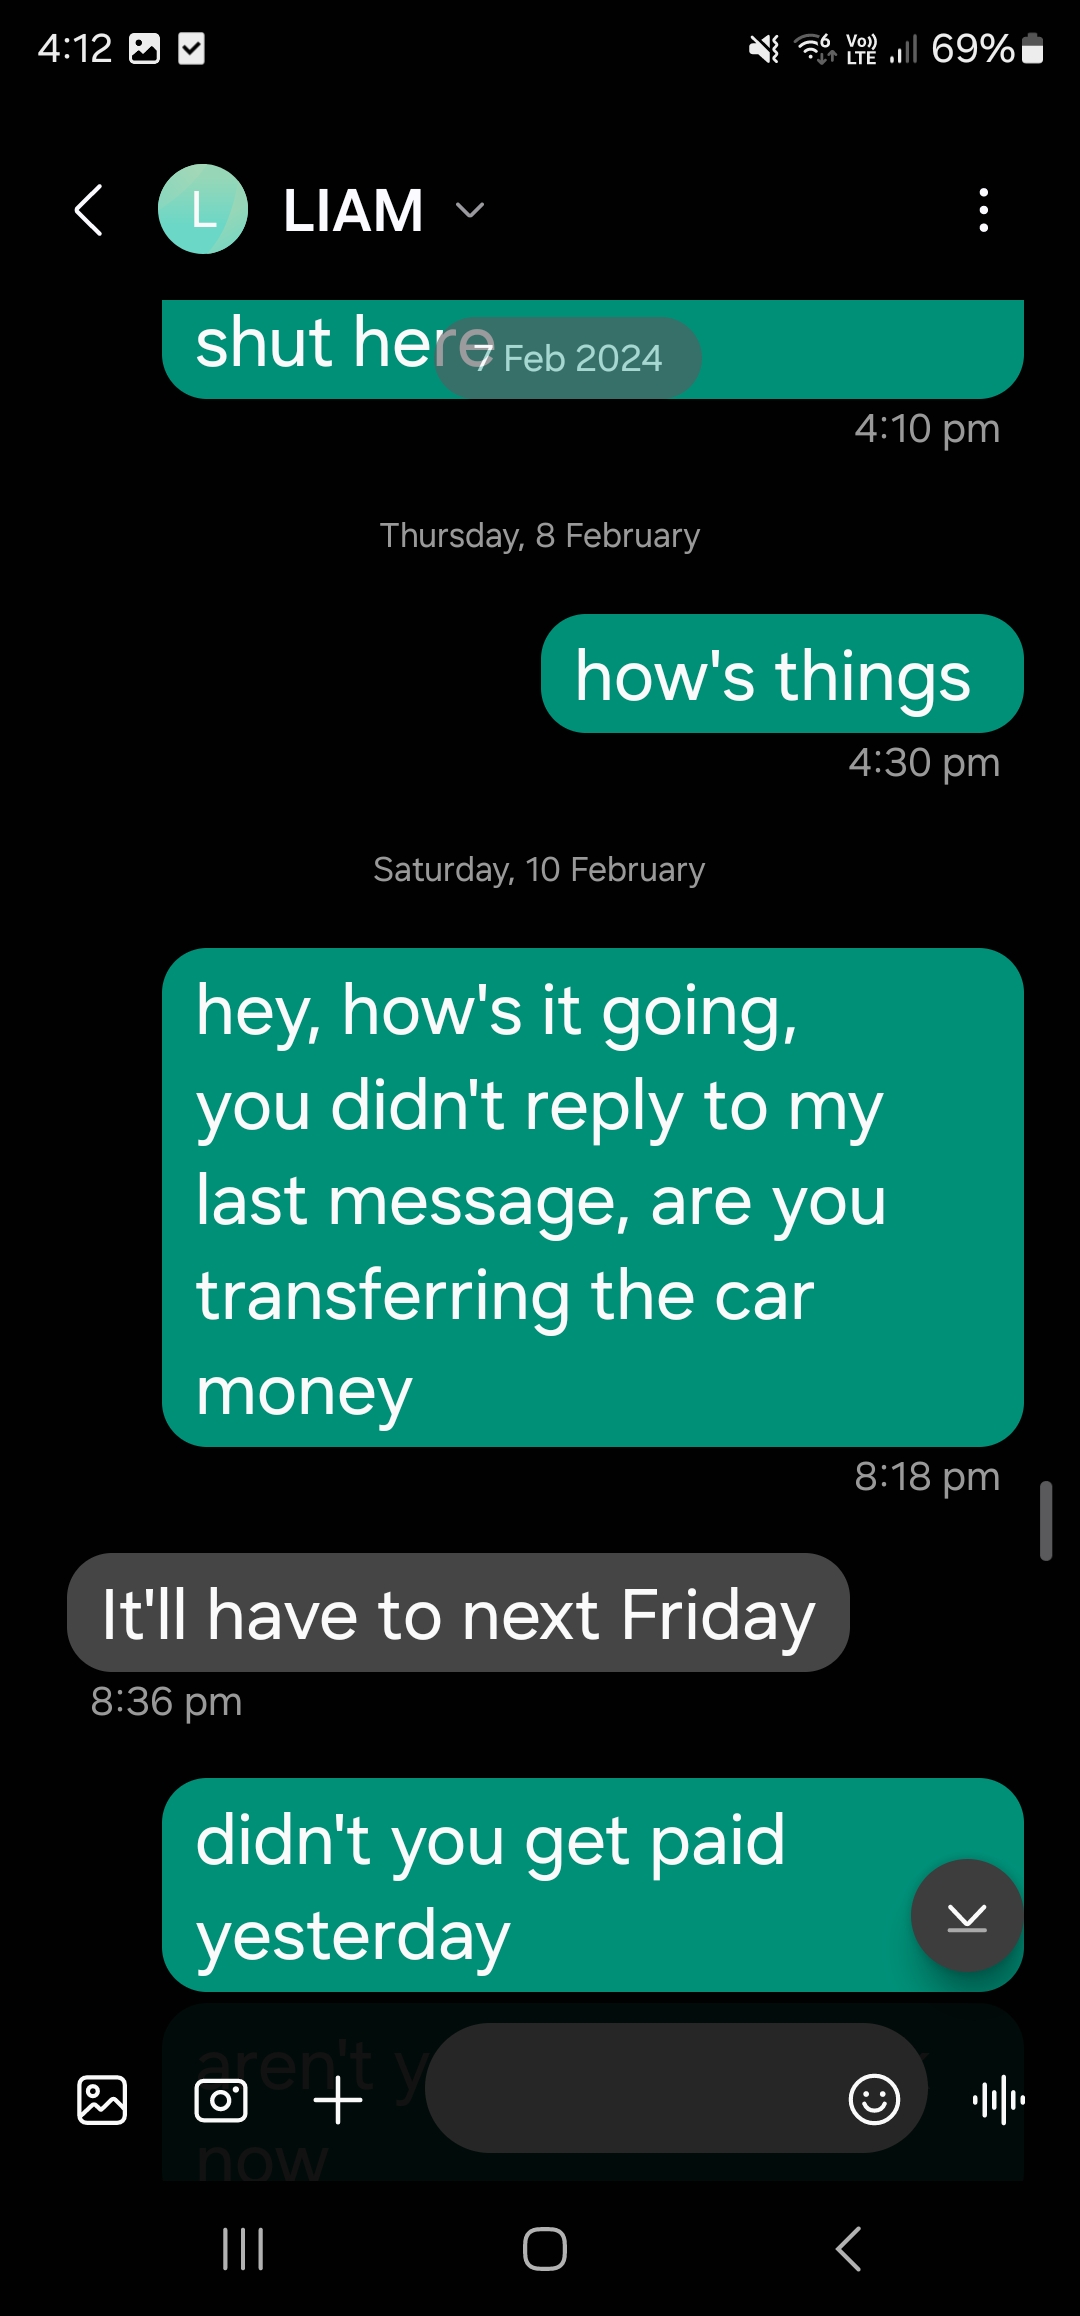 4:12
6
Vo)) LTE
69%
L
LIAM
shut here
7 Feb 2024
4:10 pm
Thursday, 8 February
how's things
4:30 pm
Saturday, 10 February
hey, how's it going,
you didn't reply to my
last message, are you
transferring the car
money
8:18 pm
It'll have to next Friday
8:36 pm
didn't you get paid
yesterday
aren't y
now